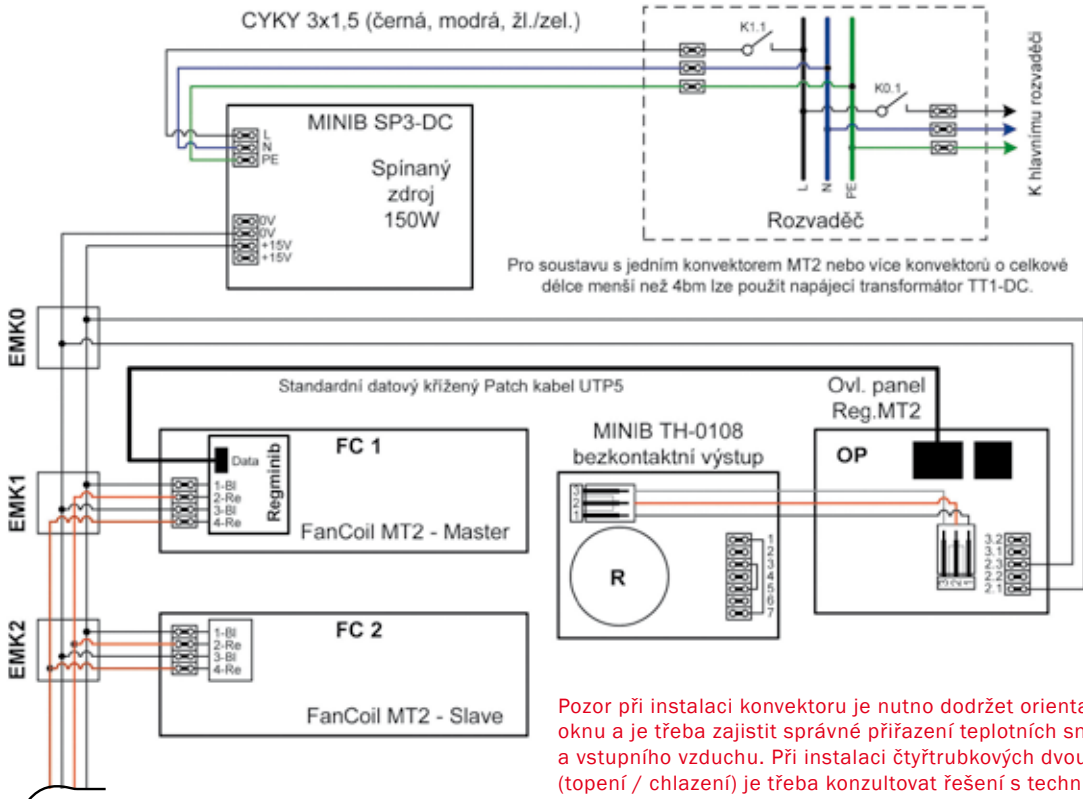 CYKY 3x1,5 (černá, modrá, žl./zel.)
K1.1
K0.1
L
N
PE
Rozvaděč
K hlavnímu rozvaděči
MINIB SP3-DC
Spínaný
zdroj
150W
L
N
PE
0V
0V
+15V
+15V
Pro soustavu s jedním konvektorem MT2 nebo více konvektorů o celkové
délce menší než 4bm lze použít napájecí transformátor TT1-DC.
EMK0
Standardní datový křížený Patch kabel UTP5
Ovl. panel
Reg.MT2
OP
3.2
3.1
2.3
2.2
2.1
3
2
1
MINIB TH-0108
bezkontaktní výstup
3
2
1
R
1
2
3
4
5
6
7
EMK1
FC 1
Data
Regminib
1-Bl
2-Re
3-Bl
4-Re
FanCoil MT2 - Master
EMK2
FC 2
1-Bl
2-Re
3-Bl
4-Re
FanCoil MT2 - Slave
Pozor při instalaci konvektoru je nutno dodržet orienta
oknu a je třeba zajistit správné přiřazení teplotních sn
a vstupního vzduchu. Při instalaci čtyřtrubkových dvou
(topení / chlazení) je třeba konzultovat řešení s techn